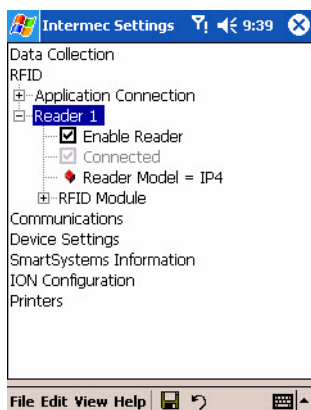 Intermec Settings 9:39
Data Collection
RFID
Application Connection
Reader 1
Enable Reader
Connected
Reader Model = IP4
RFID Module
Communications
Device Settings
SmartSystems Information
ION Configuration
Printers
File Edit View Help